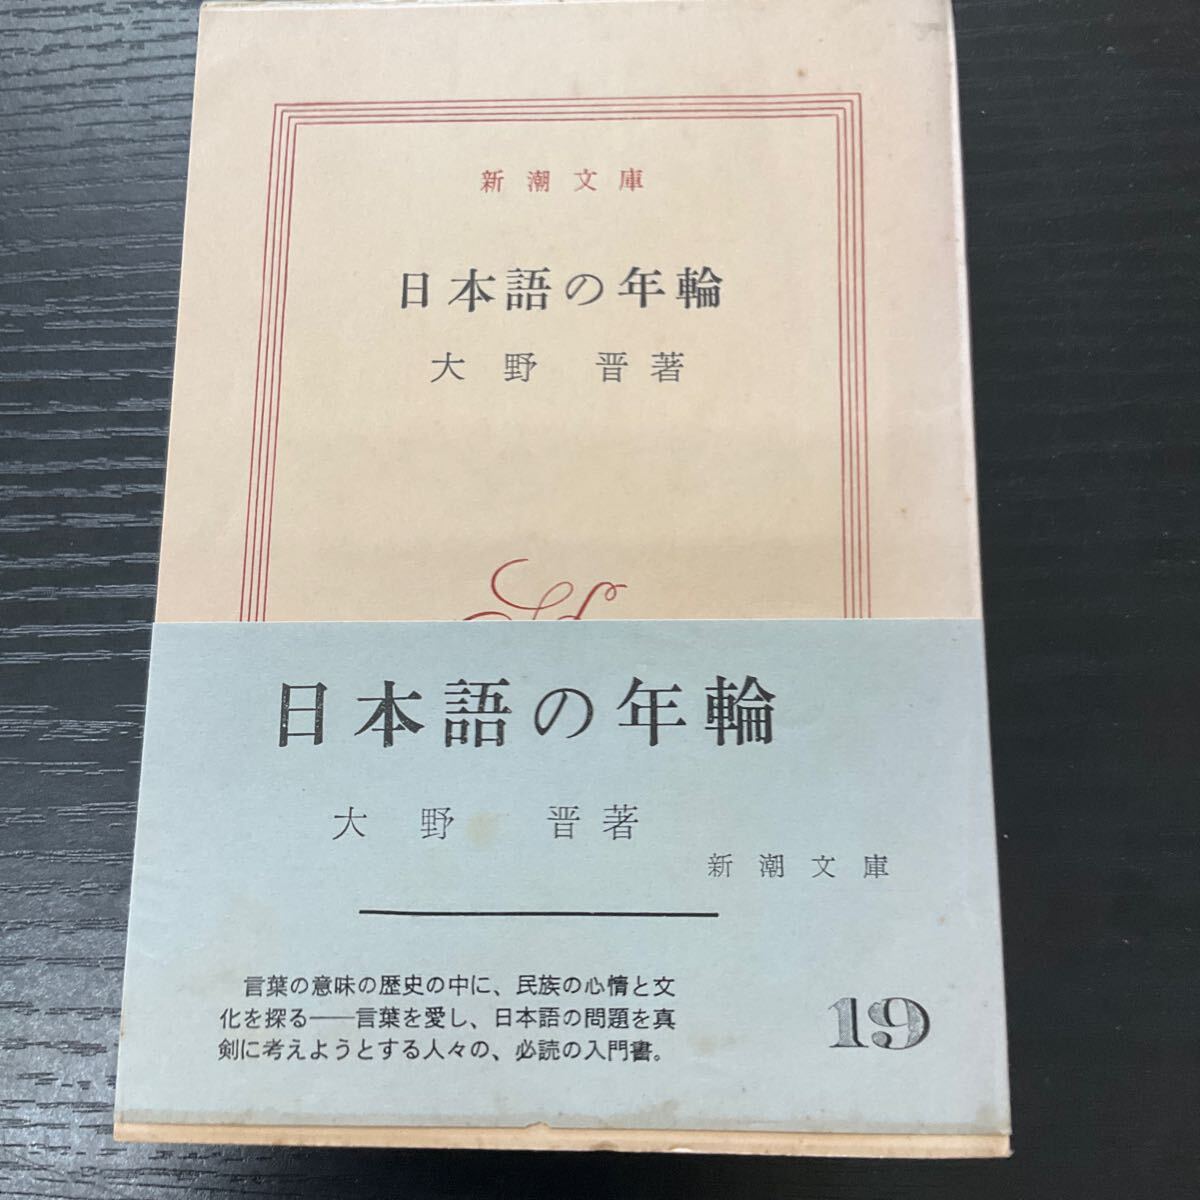 新潮文庫
日本語の年輪
大野 晋著
日本語の年輪
大野 晋著
新潮文庫
言葉の意味の歴史の中に、民族の心情と文
化を探る――言葉を愛し、日本語の問題を真
剣に考えようとする人々の、必読の入門書。
19